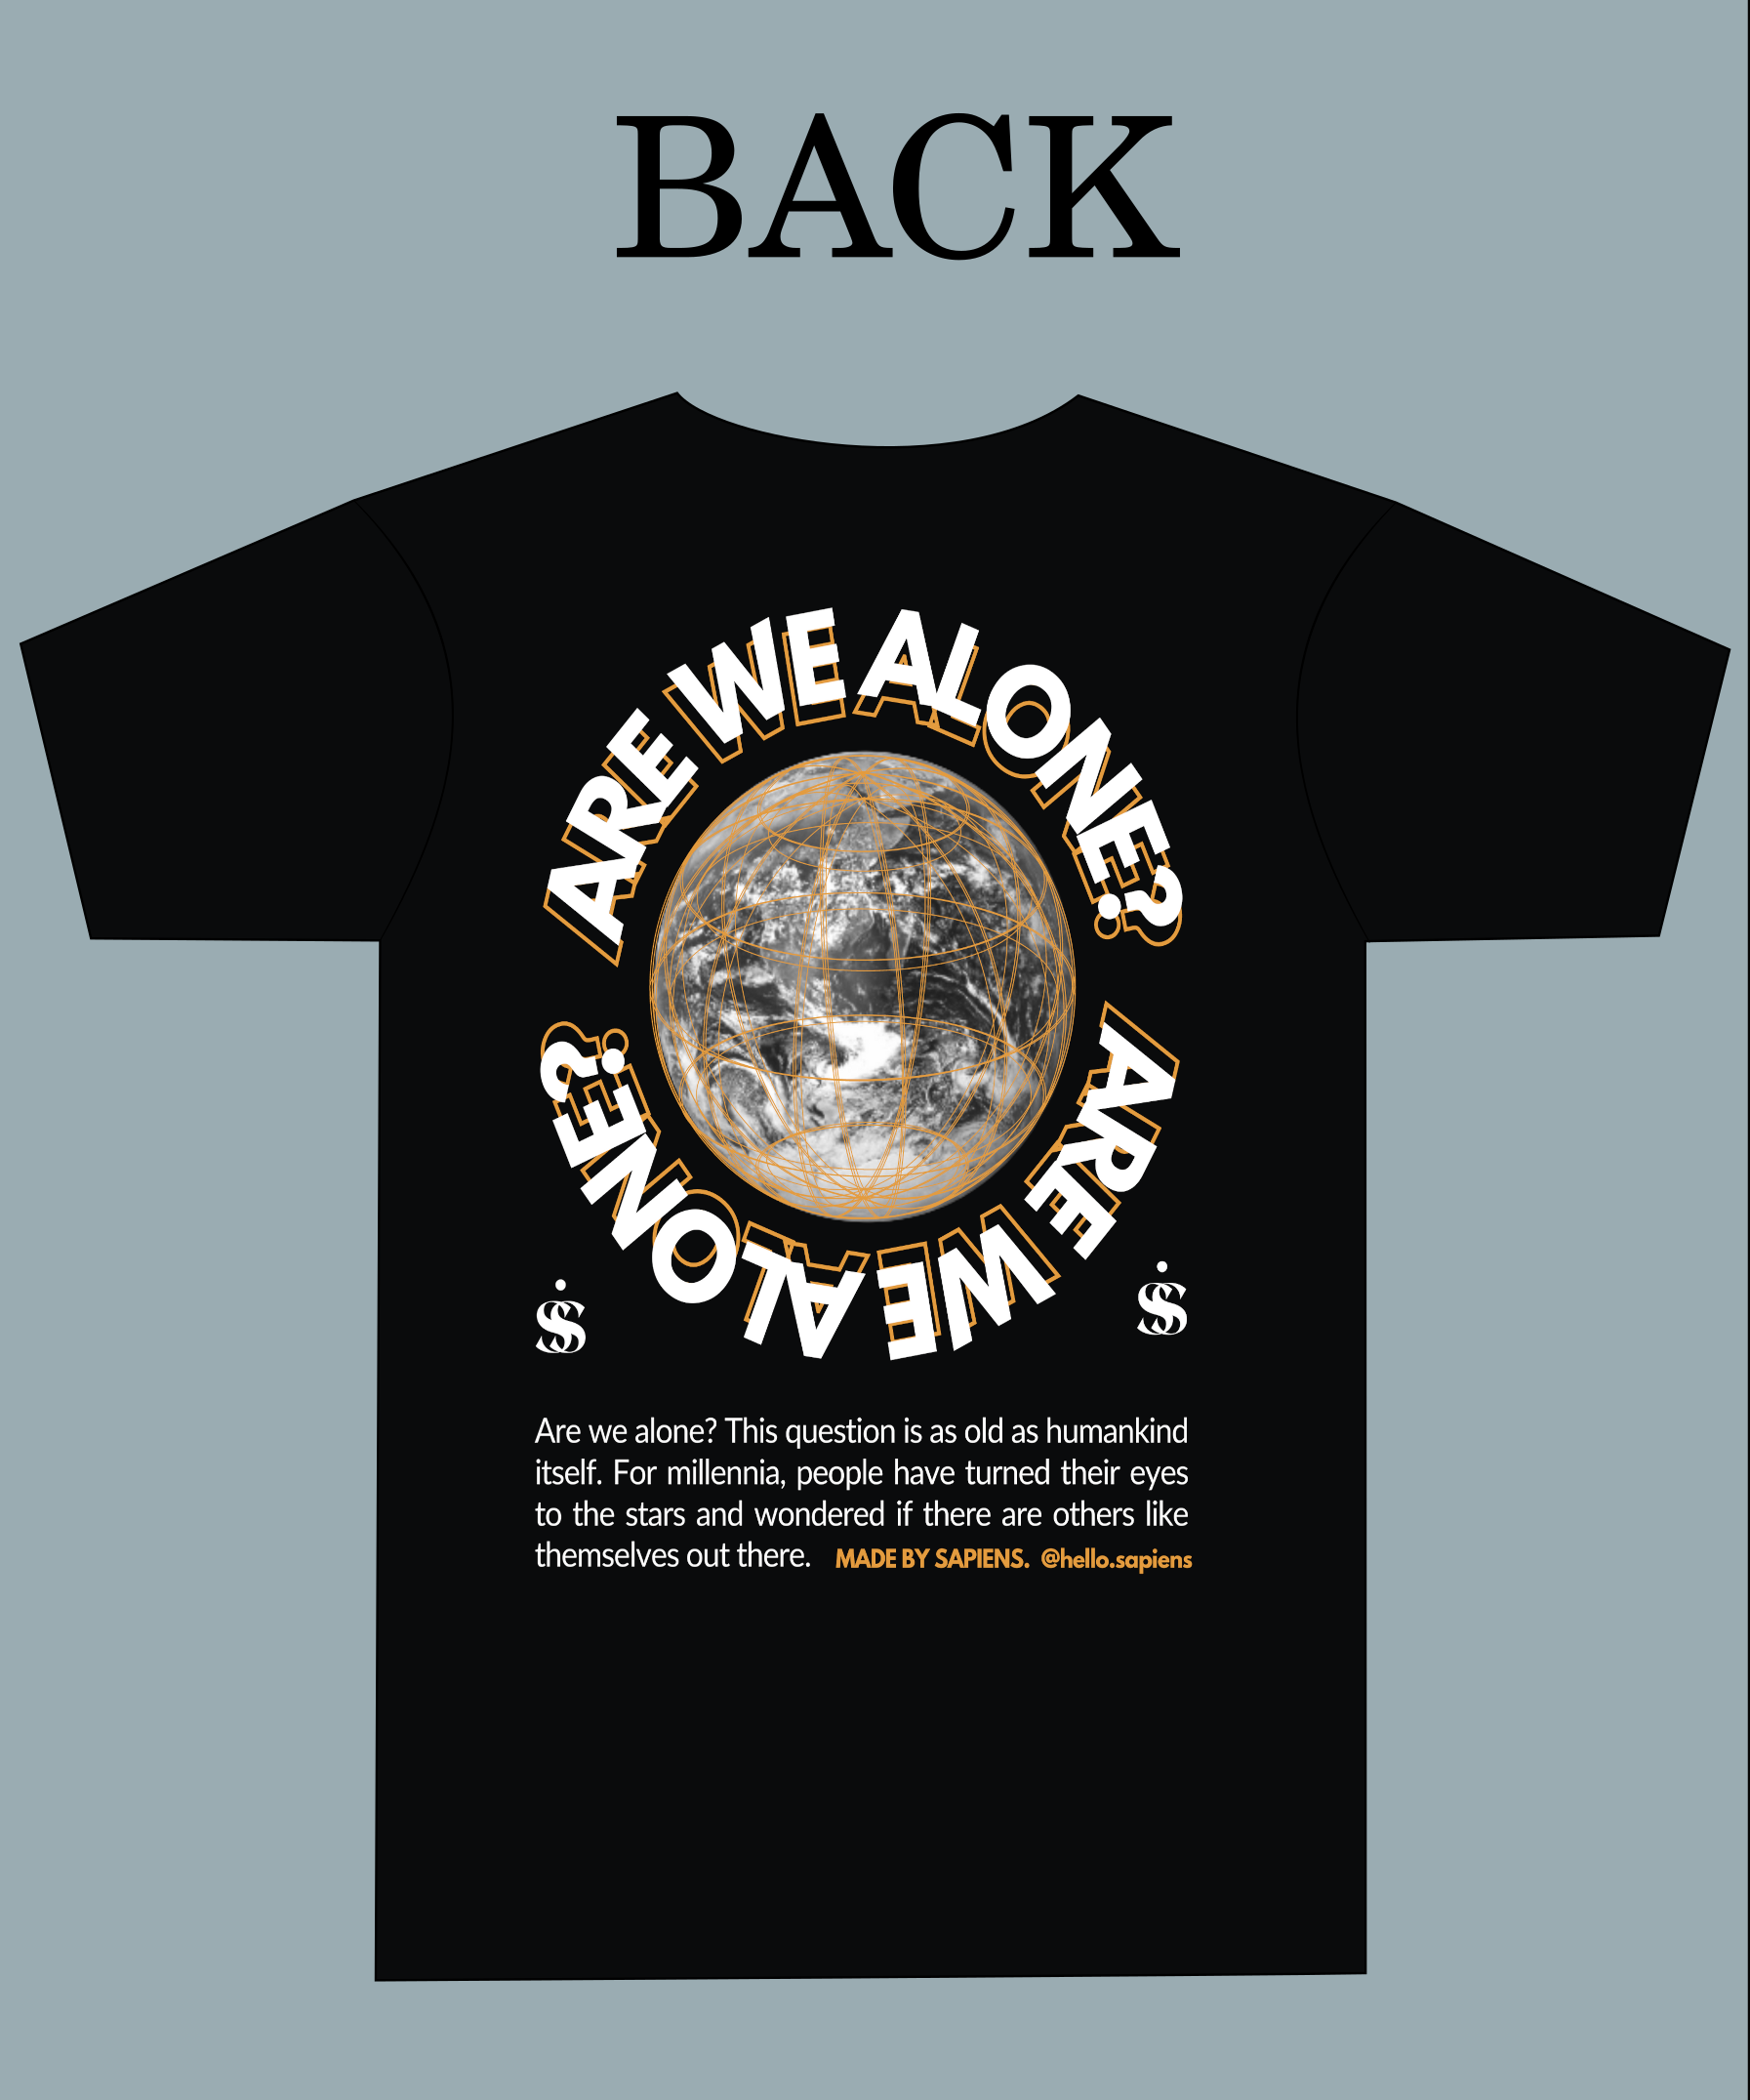 BACK
ARE WE ALONE?
ARE WE ALONE?
Are we alone? This question is as old as humankind
itself. For millennia, people have turned their eyes
to the stars and wondered if there are others like
themselves out there. MADE BY SAPIENS. @hello.sapiens